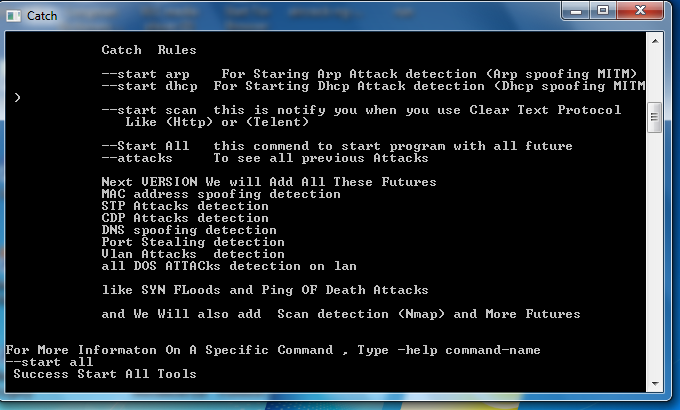 Catch
Catch Rules
--start arp For Staring Arp Attack detection (Arp spoofing MITM)
--start dhcp For Starting Dhcp Attack detection (Dhcp spoofing MITM
)
--start scan this is notify you when you use Clear Text Protocol
Like (Http) or (Telent)
--Start All this commend to start program with all future
--attacks To see all previous Attacks
Next VERSION We will Add All These Futures
MAC address spoofing detection
STP Attacks detection
CDP Attacks detection
DNS spoofing detection
Port Stealing detection
Vlan Attacks detection
all DOS ATTACks detection on lan
like SYN FLoods and Ping OF Death Attacks
and We Will also add Scan detection (Nmap) and More Futures
For More Informaton On A Specific Command , Type -help command-name
--start all
Success Start All Tools